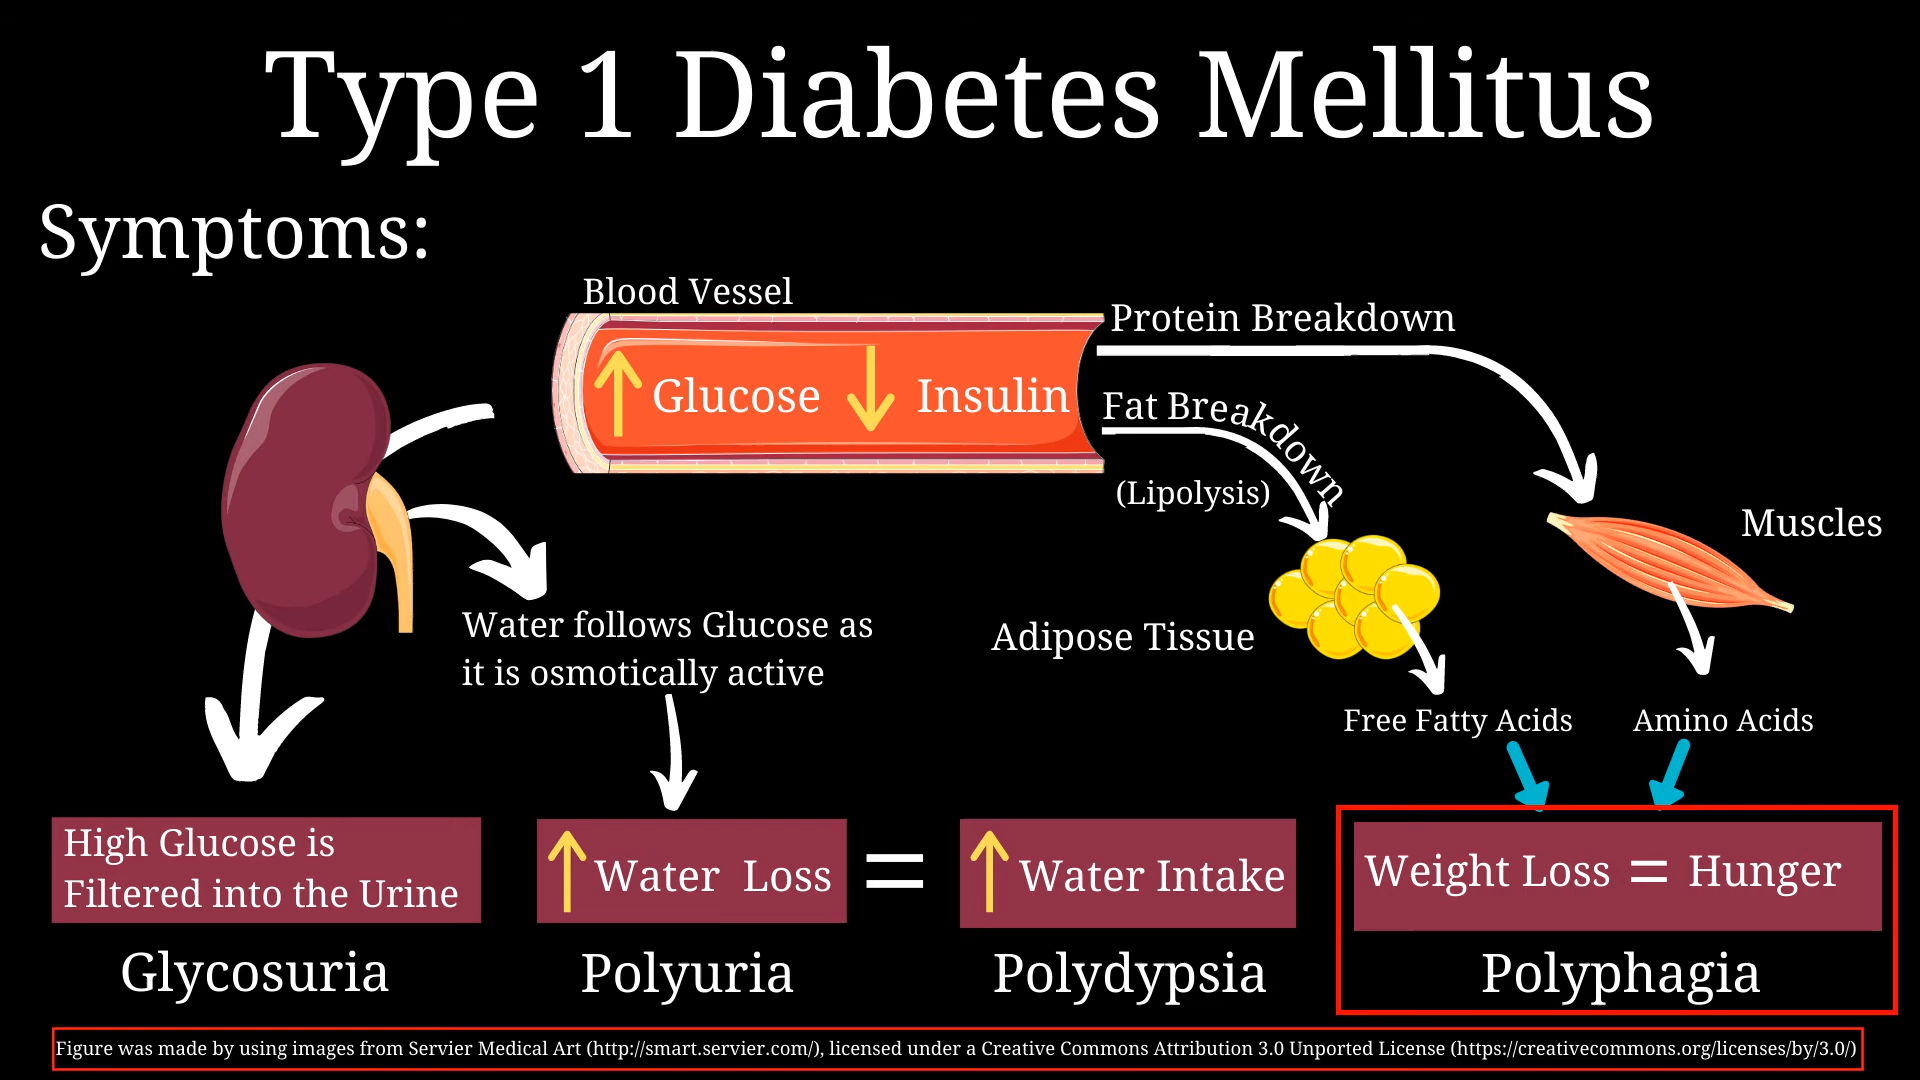 Type 1 Diabetes Mellitus
Symptoms:
Blood Vessel
Glucose
Insulin
Protein Breakdown
Fat Breakdown
(Lipolysis)
Muscles
Water follows Glucose as
it is osmotically active
Adipose Tissue
Free Fatty Acids
Amino Acids
High Glucose is
Filtered into the Urine
Glycosuria
Water Loss
Polyuria
=
Water Intake
Polydypsia
Weight Loss = Hunger
Polyphagia
Figure was made by using images from Servier Medical Art (http://smart.servier.com/), licensed under a Creative Commons Attribution 3.0 Unported License (https://creativecommons.org/licenses/by/3.0/)